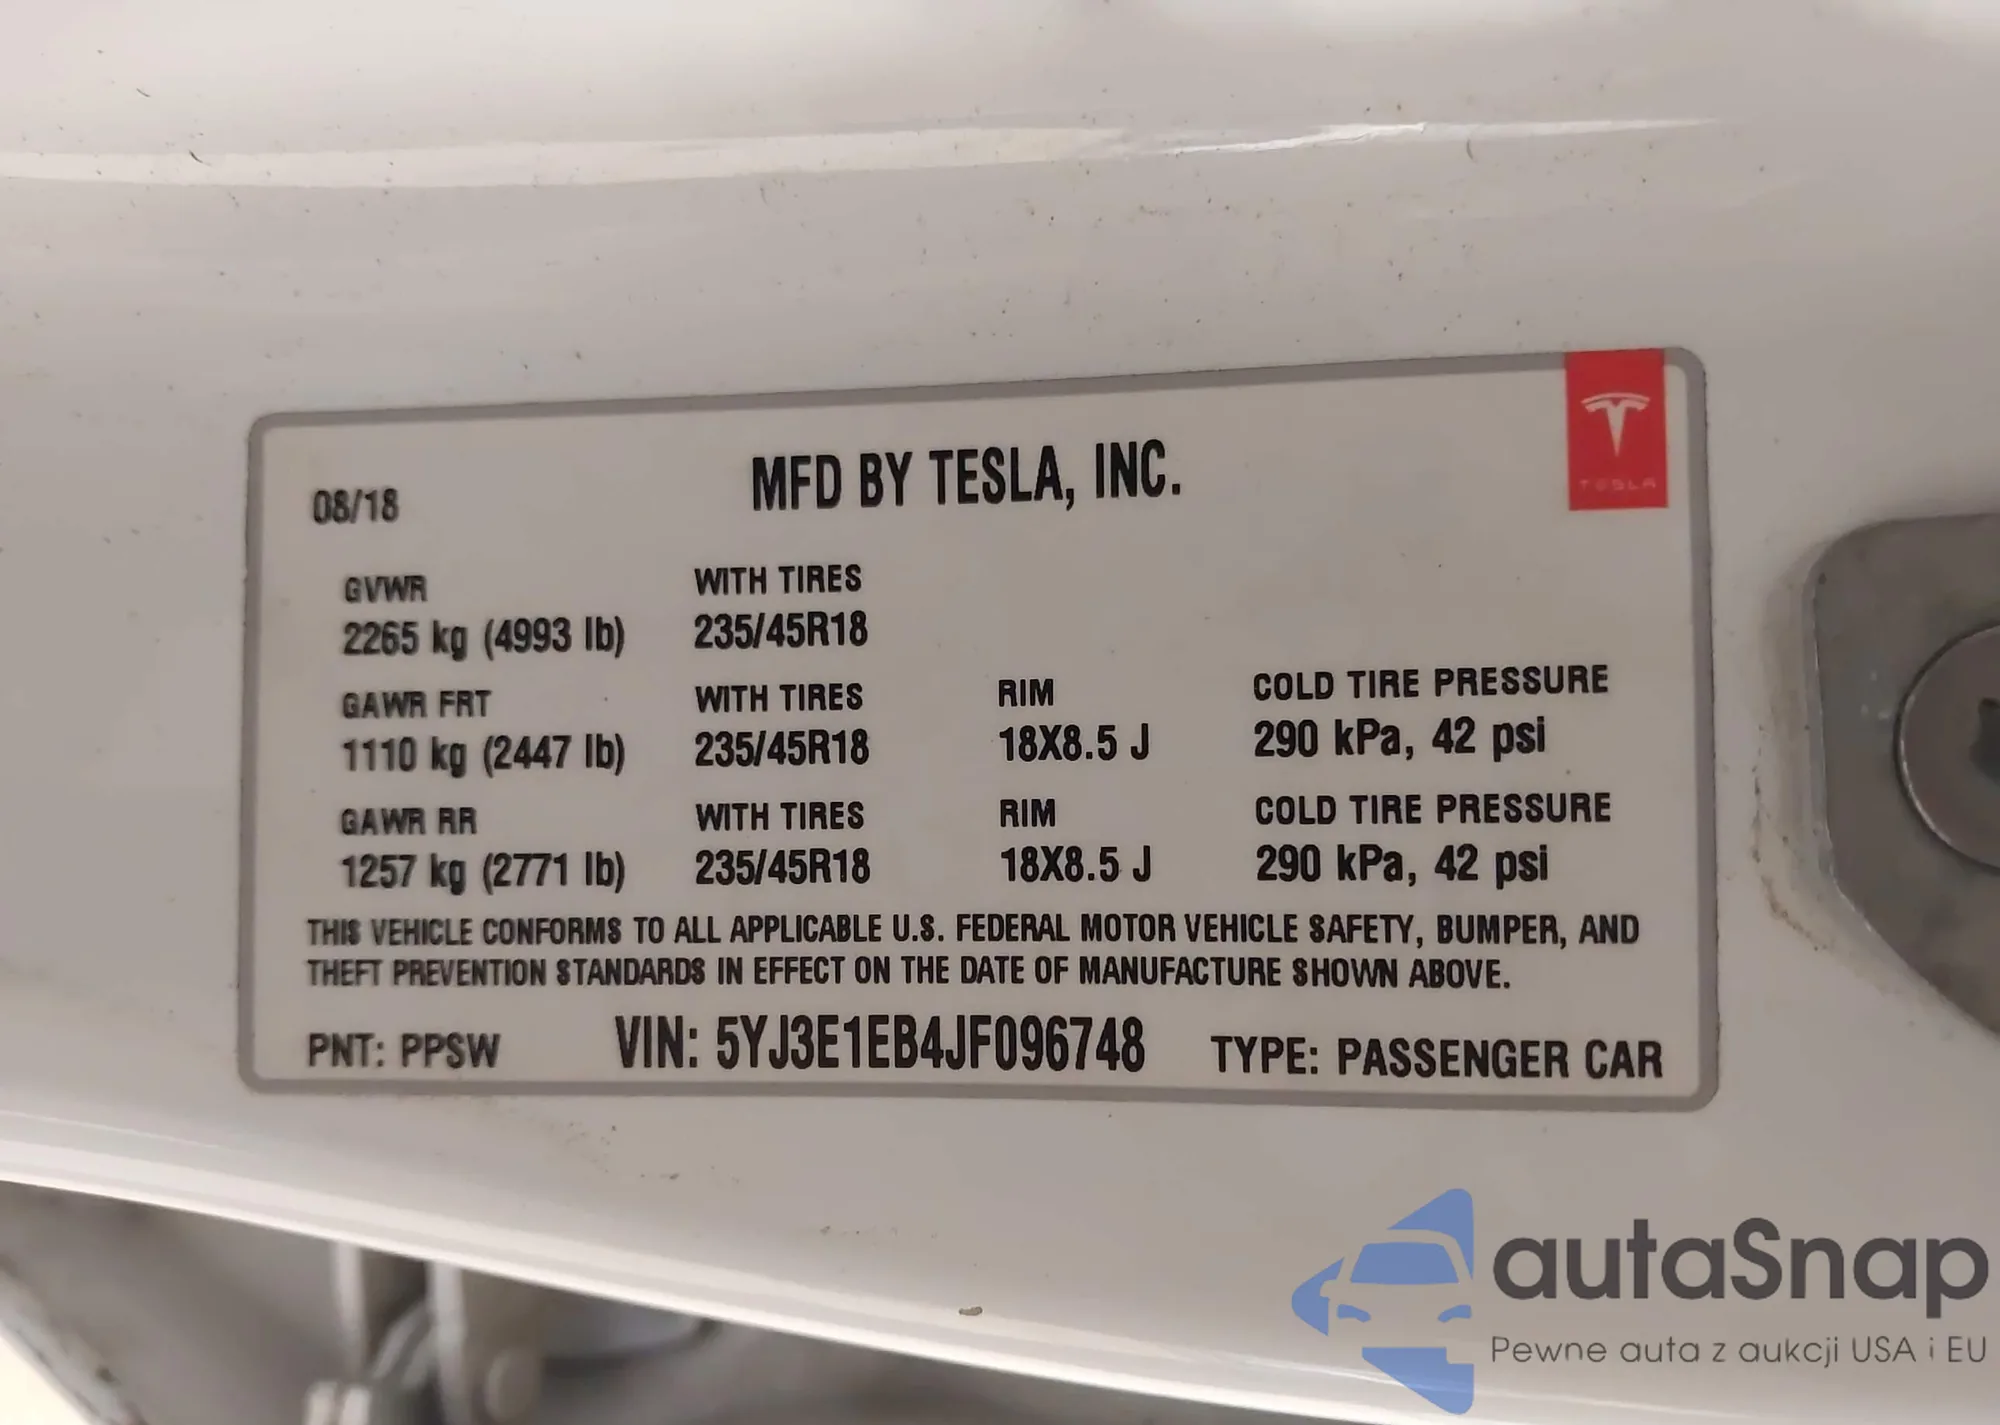 TESLA
08/18
MFD BY TESLA, INC.
GVWR WITH TIRES
2265 kg (4993 lb) 235/45R18
GAWR FRT WITH TIRES RIM COLD TIRE PRESSURE
1110 kg (2447 lb) 235/45R18 18X8.5 J 290 kPa, 42 psi
GAWR RR WITH TIRES RIM COLD TIRE PRESSURE
1257 kg (2771 lb) 235/45R18 18X8.5 J 290 kPa, 42 psi
THIS VEHICLE CONFORMS TO ALL APPLICABLE U.S. FEDERAL MOTOR VEHICLE SAFETY, BUMPER, AND
THEFT PREVENTION STANDARDS IN EFFECT ON THE DATE OF MANUFACTURE SHOWN ABOVE.
PNT: PPSW VIN: 5YJ3E1EB4JF096748 TYPE: PASSENGER CAR
autaSnap
Pewne auta z aukcji USA i EU